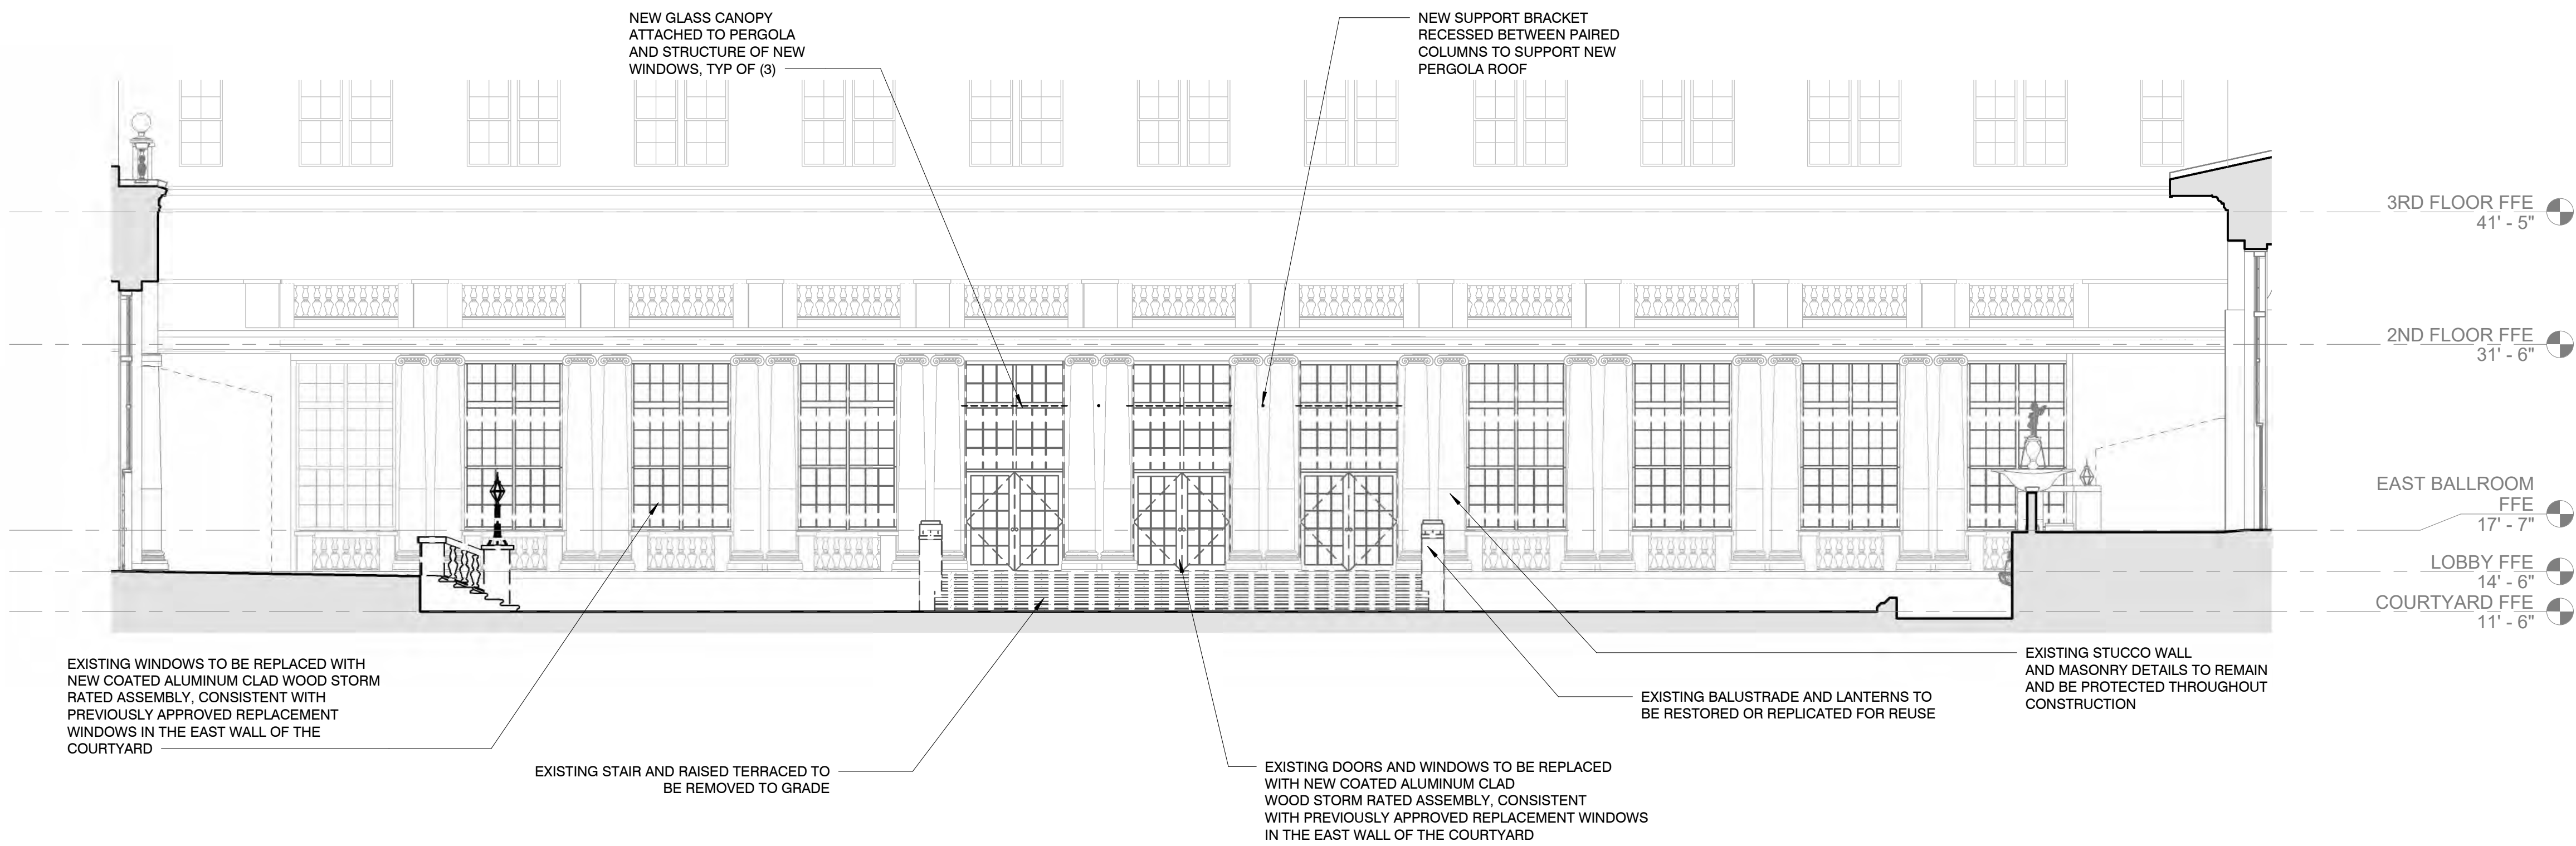 NEW GLASS CANOPY
ATTACHED TO PERGOLA
AND STRUCTURE OF NEW
WINDOWS, TYP OF (3)
NEW SUPPORT BRACKET
RECESSED BETWEEN PAIRED
COLUMNS TO SUPPORT NEW
PERGOLA ROOF
3RD FLOOR FFE
41' - 5"
2ND FLOOR FFE
31' - 6"
EAST BALLROOM
FFE
17' - 7"
LOBBY FFE
14' - 6"
COURTYARD FFE
11' - 6"
EXISTING WINDOWS TO BE REPLACED WITH
NEW COATED ALUMINUM CLAD WOOD STORM
RATED ASSEMBLY, CONSISTENT WITH
PREVIOUSLY APPROVED REPLACEMENT
WINDOWS IN THE EAST WALL OF THE
COURTYARD
EXISTING STAIR AND RAISED TERRACED TO
BE REMOVED TO GRADE
EXISTING DOORS AND WINDOWS TO BE REPLACED
WITH NEW COATED ALUMINUM CLAD
WOOD STORM RATED ASSEMBLY, CONSISTENT
WITH PREVIOUSLY APPROVED REPLACEMENT WINDOWS
IN THE EAST WALL OF THE COURTYARD
EXISTING BALUSTRADE AND LANTERNS TO
BE RESTORED OR REPLICATED FOR REUSE
EXISTING STUCCO WALL
AND MASONRY DETAILS TO REMAIN
AND BE PROTECTED THROUGHOUT
CONSTRUCTION